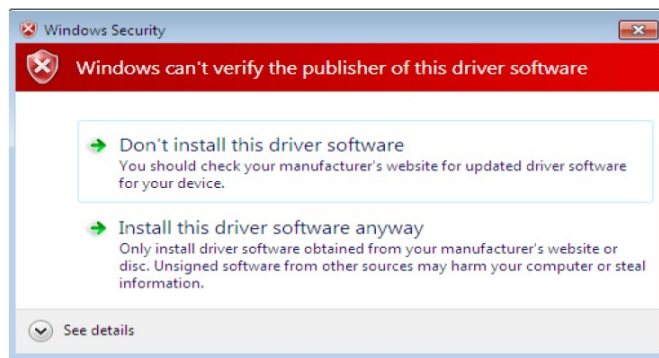 Windows Security
Windows can't verify the publisher of this driver software
Don't install this driver software
You should check your manufacturer's website for updated driver software
for your device.
Install this driver software anyway
Only install driver software obtained from your manufacturer's website or
disc. Unsigned software from other sources may harm your computer or steal
information.
See details